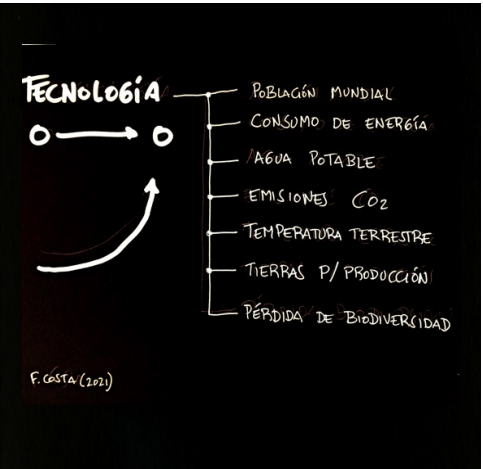 TECNOLOGÍA
POBLACIÓN MUNDIAL
CONSUMO DE ENERGÍA
AGUA POTABLE
EMISIONES CO2
TEMPERATURA TERRESTRE
TIERRAS P/ PRODUCCIÓN
PÉRDIDA DE BIODIVERSIDAD
F. COSTA (2021)